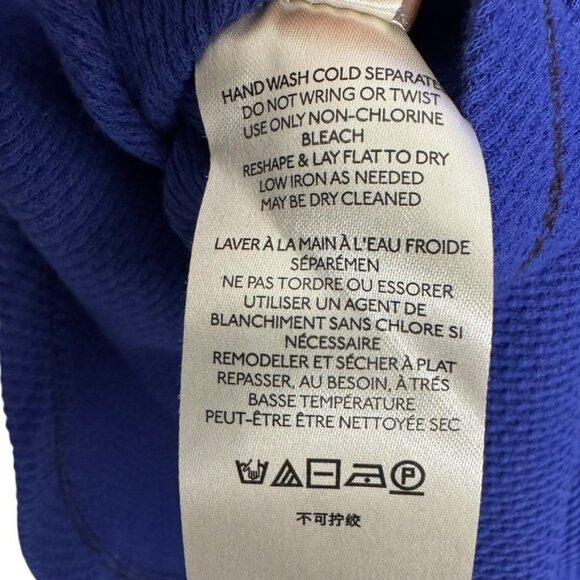 HAND WASH COLD SEPARATE
DO NOT WRING OR TWIST
USE ONLY NON-CHLORINE
BLEACH
RESHAPE & LAY FLAT TO DRY
LOW IRON AS NEEDED
MAY BE DRY CLEANED
LAVER À LA MAIN À L'EAU FROIDE
SÉPARÉMEN
NE PAS TORDRE OU ESSORER
UTILISER UN AGENT DE
BLANCHIMENT SANS CHLORE SI
NÉCESSAIRE
REMODELER ET SÉCHER À PLAT
REPASSER, AU BESOIN, À TRÉS
BASSE TEMPÉRATURE
PEUT-ÊTRE ÊTRE NETTOYÉE SEC
P
不可拧绞